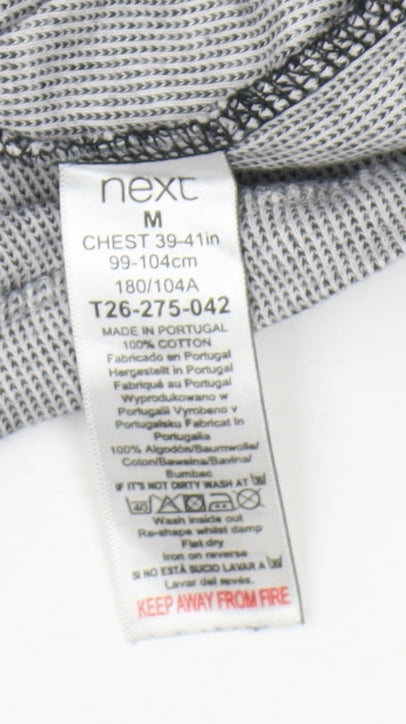 next
M
CHEST 39-41in
99-104cm
180/104A
T26-275-042
MADE IN PORTUGAL
100% COTTON
Fabricado en Portugal
Hergestellt in Portugal
Fabriqué au Portugal
Wyprodukowano w
Portugalii Vyrobeno v
Portugalsku Fabricat in
Portugalia
100% Algodón/Baumwolle/
Coton/Bawełna/Bavlna/
Bumbac
IF IT'S NOT DIRTY WASH AT
40
Wash inside out
Re-shape whilst damp
Flat dry
Iron on reverse
SI NO ESTÁ SUCIO LAVAR A
Lavar del revés.
KEEP AWAY FROM FIRE